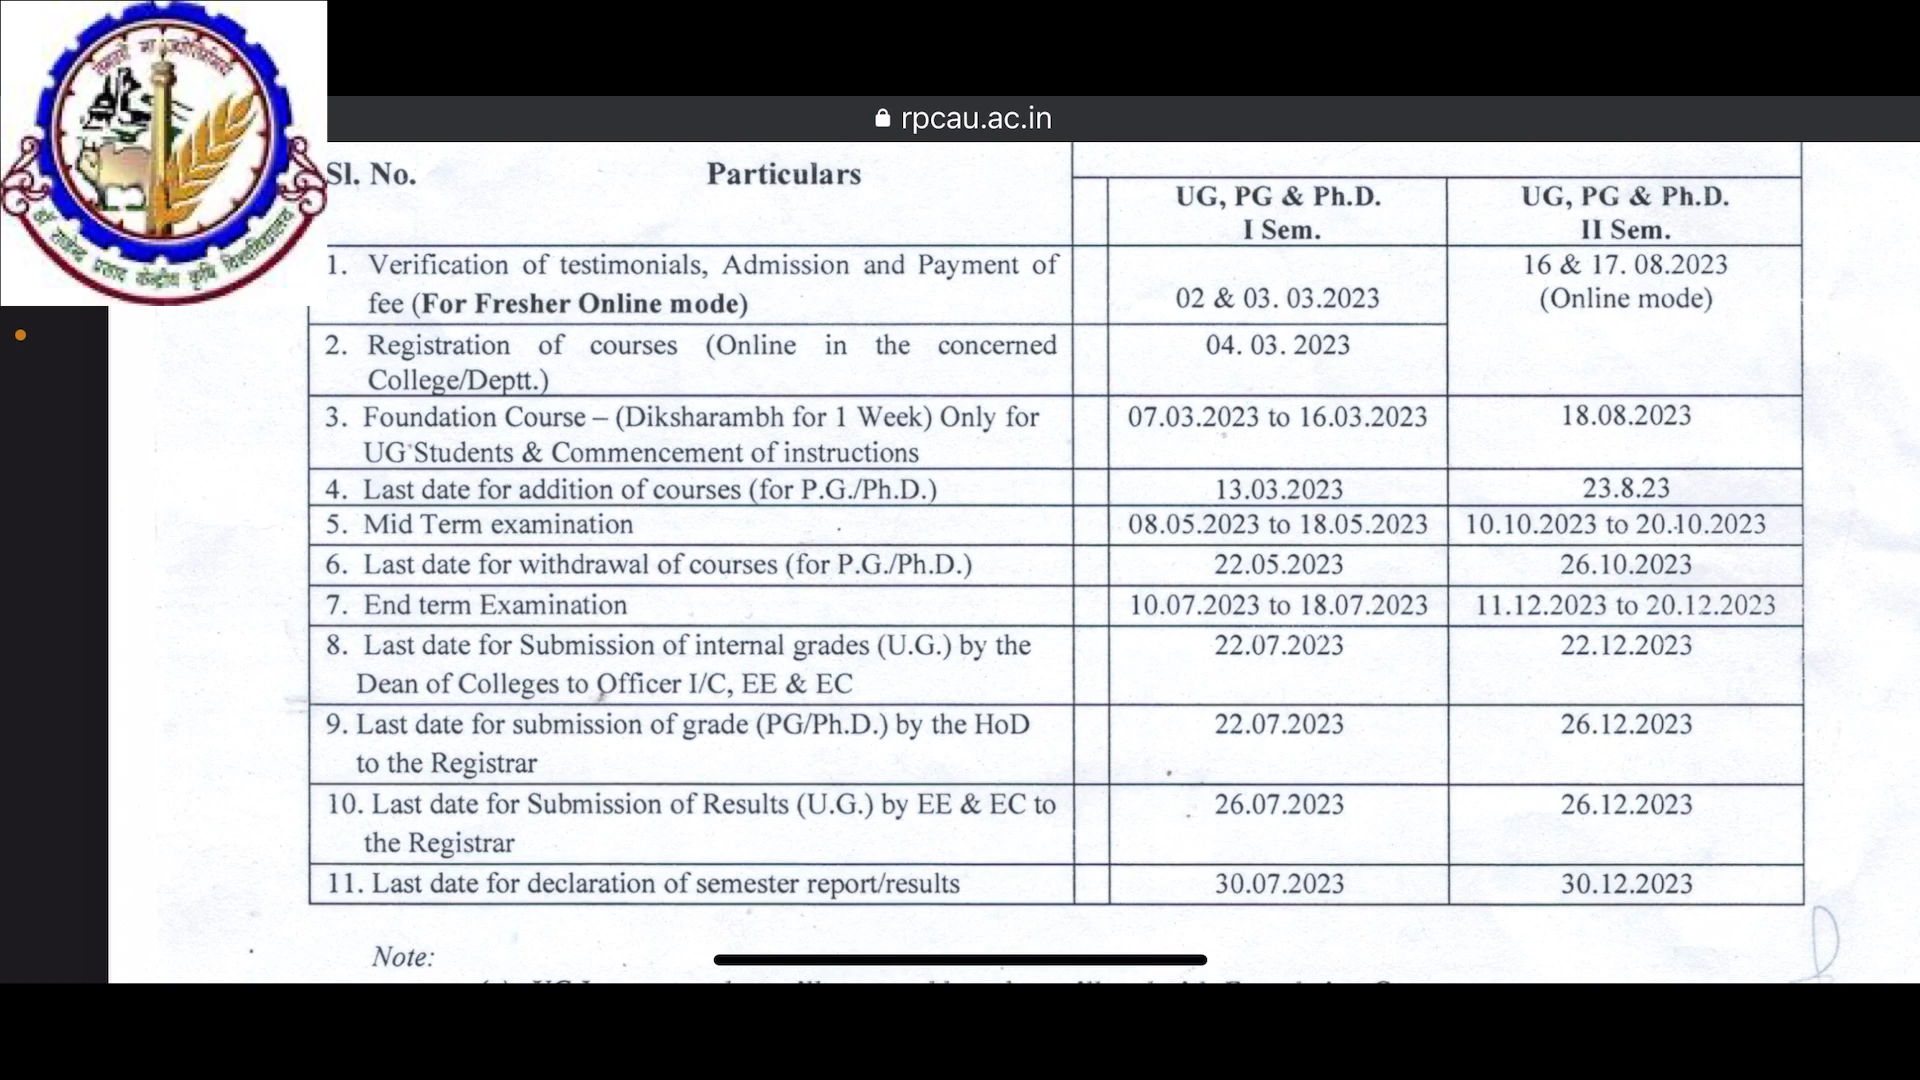 तमसो मा ज्योतिर्गमय
डॉ राजेन्द्र प्रसाद केन्द्रीय कृषि विश्वविद्यालय
rpcau.ac.in
Sl. No. Particulars
UG, PG & Ph.D. UG, PG & Ph.D.
I Sem. II Sem.
1. Verification of testimonials, Admission and Payment of 16 & 17. 08.2023
fee (For Fresher Online mode) 02 & 03. 03.2023 (Online mode)
2. Registration of courses (Online in the concerned 04. 03. 2023
College/Deptt.)
3. Foundation Course – (Diksharambh for 1 Week) Only for 07.03.2023 to 16.03.2023 18.08.2023
UG Students & Commencement of instructions
4. Last date for addition of courses (for P.G./Ph.D.) 13.03.2023 23.8.23
5. Mid Term examination 08.05.2023 to 18.05.2023 10.10.2023 to 20.10.2023
6. Last date for withdrawal of courses (for P.G./Ph.D.) 22.05.2023 26.10.2023
7. End term Examination 10.07.2023 to 18.07.2023 11.12.2023 to 20.12.2023
8. Last date for Submission of internal grades (U.G.) by the 22.07.2023 22.12.2023
Dean of Colleges to Officer I/C, EE & EC
9. Last date for submission of grade (PG/Ph.D.) by the HoD 22.07.2023 26.12.2023
to the Registrar
10. Last date for Submission of Results (U.G.) by EE & EC to 26.07.2023 26.12.2023
the Registrar
11. Last date for declaration of semester report/results 30.07.2023 30.12.2023
Note: